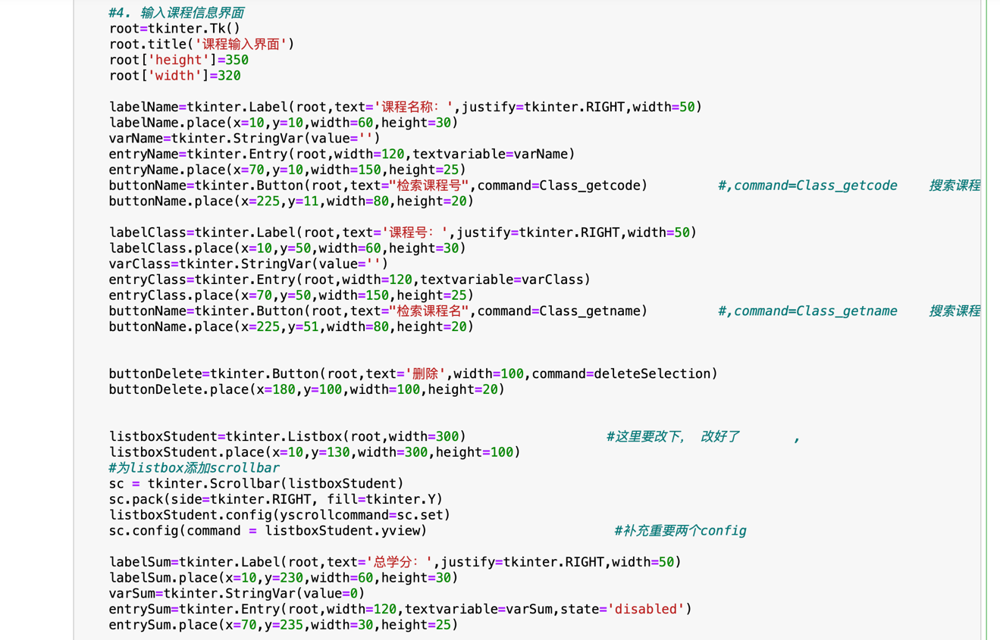 #4. 输入课程信息界面
root=tkinter.Tk()
root.title('课程输入界面')
root['height']=350
root['width']=320
labelName=tkinter.Label(root,text='课程名称：',justify=tkinter.RIGHT,width=50)
labelName.place(x=10,y=10,width=60,height=30)
varName=tkinter.StringVar(value='')
entryName=tkinter.Entry(root,width=120,textvariable=varName)
entryName.place(x=70,y=10,width=150,height=25)
buttonName=tkinter.Button(root,text="检索课程号",command=Class_getcode) #,command=Class_getcode 搜索课程
buttonName.place(x=225,y=11,width=80,height=20)
labelClass=tkinter.Label(root,text='课程号：',justify=tkinter.RIGHT,width=50)
labelClass.place(x=10,y=50,width=60,height=30)
varClass=tkinter.StringVar(value='')
entryClass=tkinter.Entry(root,width=120,textvariable=varClass)
entryClass.place(x=70,y=50,width=150,height=25)
buttonName=tkinter.Button(root,text="检索课程名",command=Class_getname) #,command=Class_getname 搜索课程
buttonName.place(x=225,y=51,width=80,height=20)
buttonDelete=tkinter.Button(root,text='删除',width=100,command=deleteSelection)
buttonDelete.place(x=180,y=100,width=100,height=20)
listboxStudent=tkinter.Listbox(root,width=300) #这里要改下， 改好了 ，
listboxStudent.place(x=10,y=130,width=300,height=100)
#为listbox添加scrollbar
sc = tkinter.Scrollbar(listboxStudent)
sc.pack(side=tkinter.RIGHT, fill=tkinter.Y)
listboxStudent.config(yscrollcommand=sc.set)
sc.config(command = listboxStudent.yview) #补充重要两个config
labelSum=tkinter.Label(root,text='总学分：',justify=tkinter.RIGHT,width=50)
labelSum.place(x=10,y=230,width=60,height=30)
varSum=tkinter.StringVar(value=0)
entrySum=tkinter.Entry(root,width=120,textvariable=varSum,state='disabled')
entrySum.place(x=70,y=235,width=30,height=25)